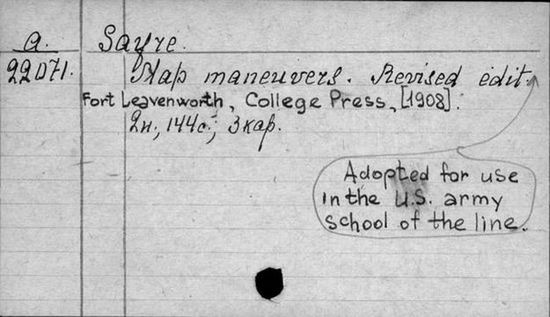 a. Sayre.
22071. Map maneuvers. Revised edit.
Fort Leavenworth, College Press, [1908].
2н., 144с.; 3кар.
Adopted for use
in the U.S. army
school of the line.